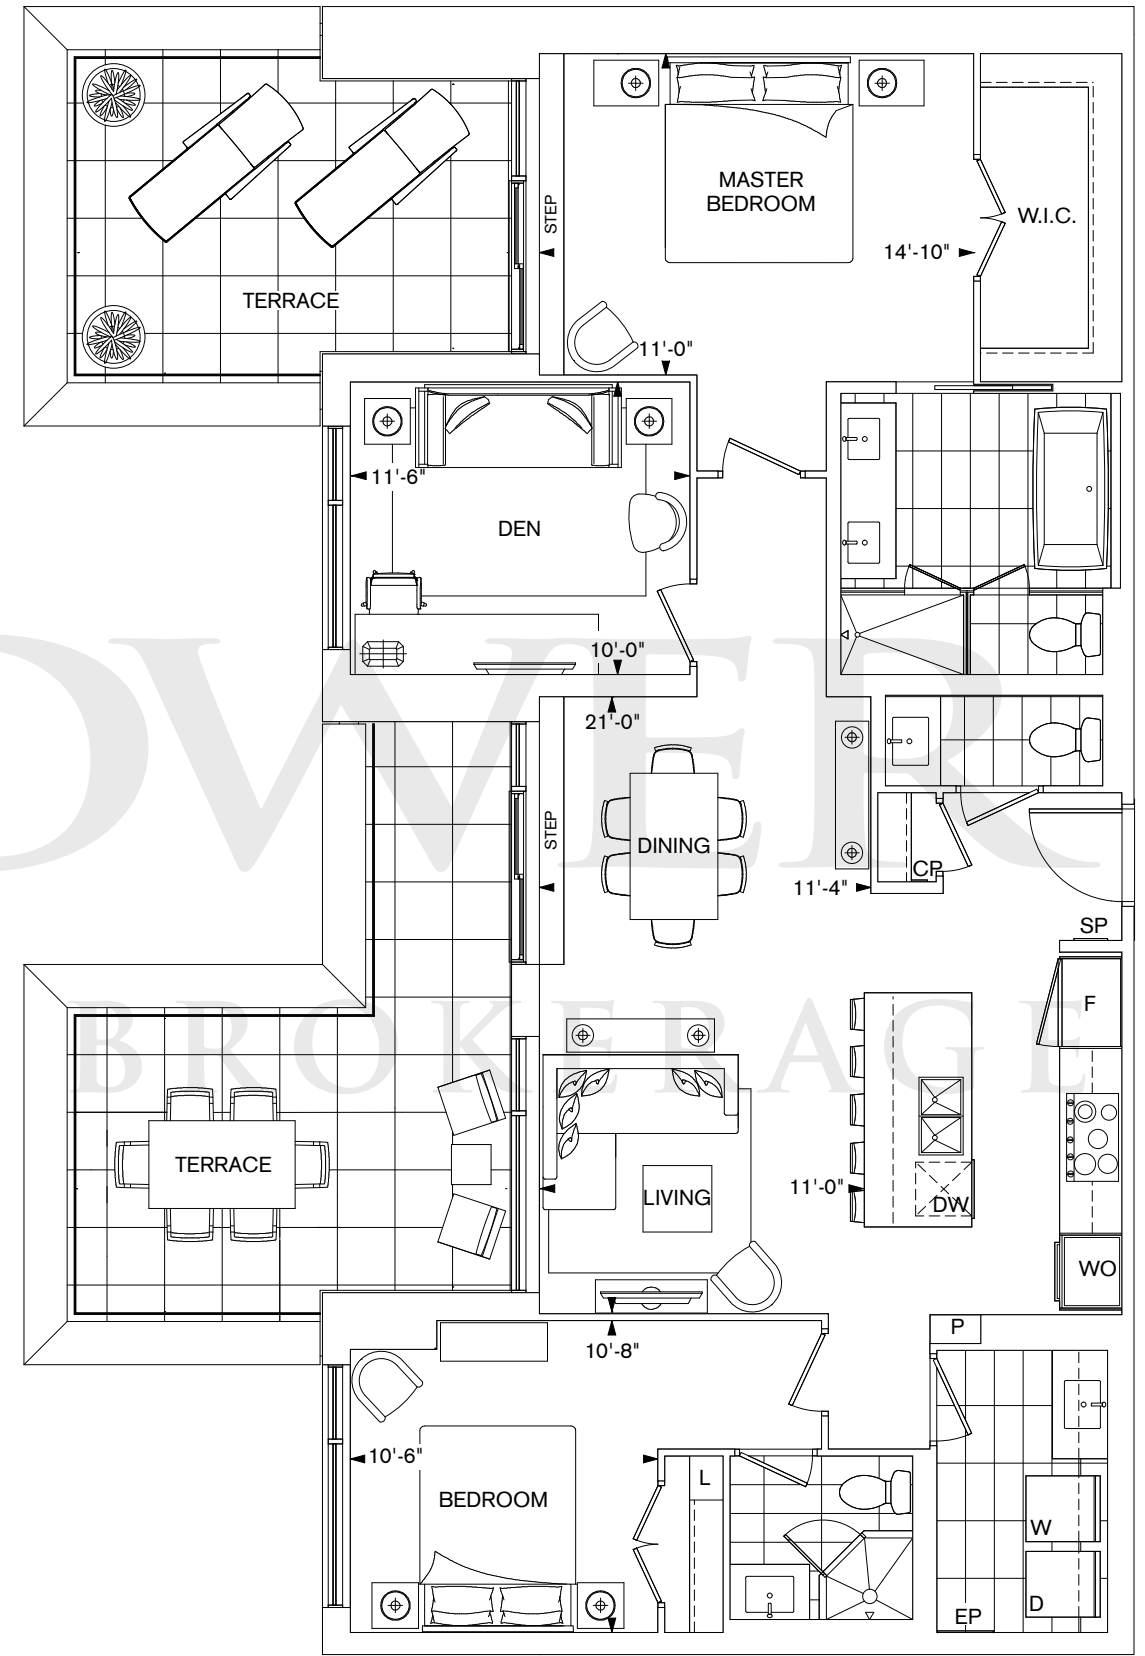 MASTER
BEDROOM
STEP
W.I.C.
14'-10"
TERRACE
11'-0"
11'-6"
DEN
10'-0"
21'-0"
STEP
DINING
CP
11'-4"
SP
F
OWER
BROKERAGE
TERRACE
LIVING
11'-0"
DW
WO
P
10'-8"
10'-6"
L
BEDROOM
W
D
EP